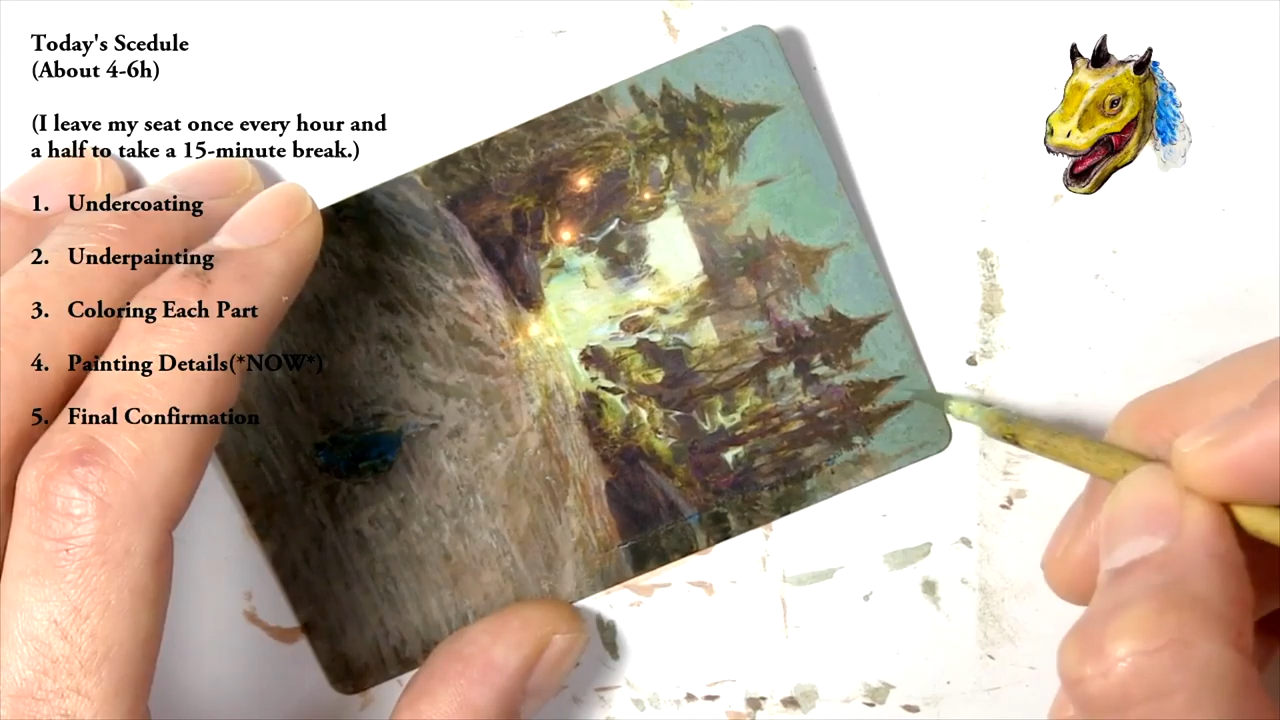 Today's Scedule
(About 4-6h)
(I leave my seat once every hour and
a half to take a 15-minute break.)
1. Undercoating
2. Underpainting
3. Coloring Each Part
4. Painting Details(*NOW*)
5. Final Confirmation